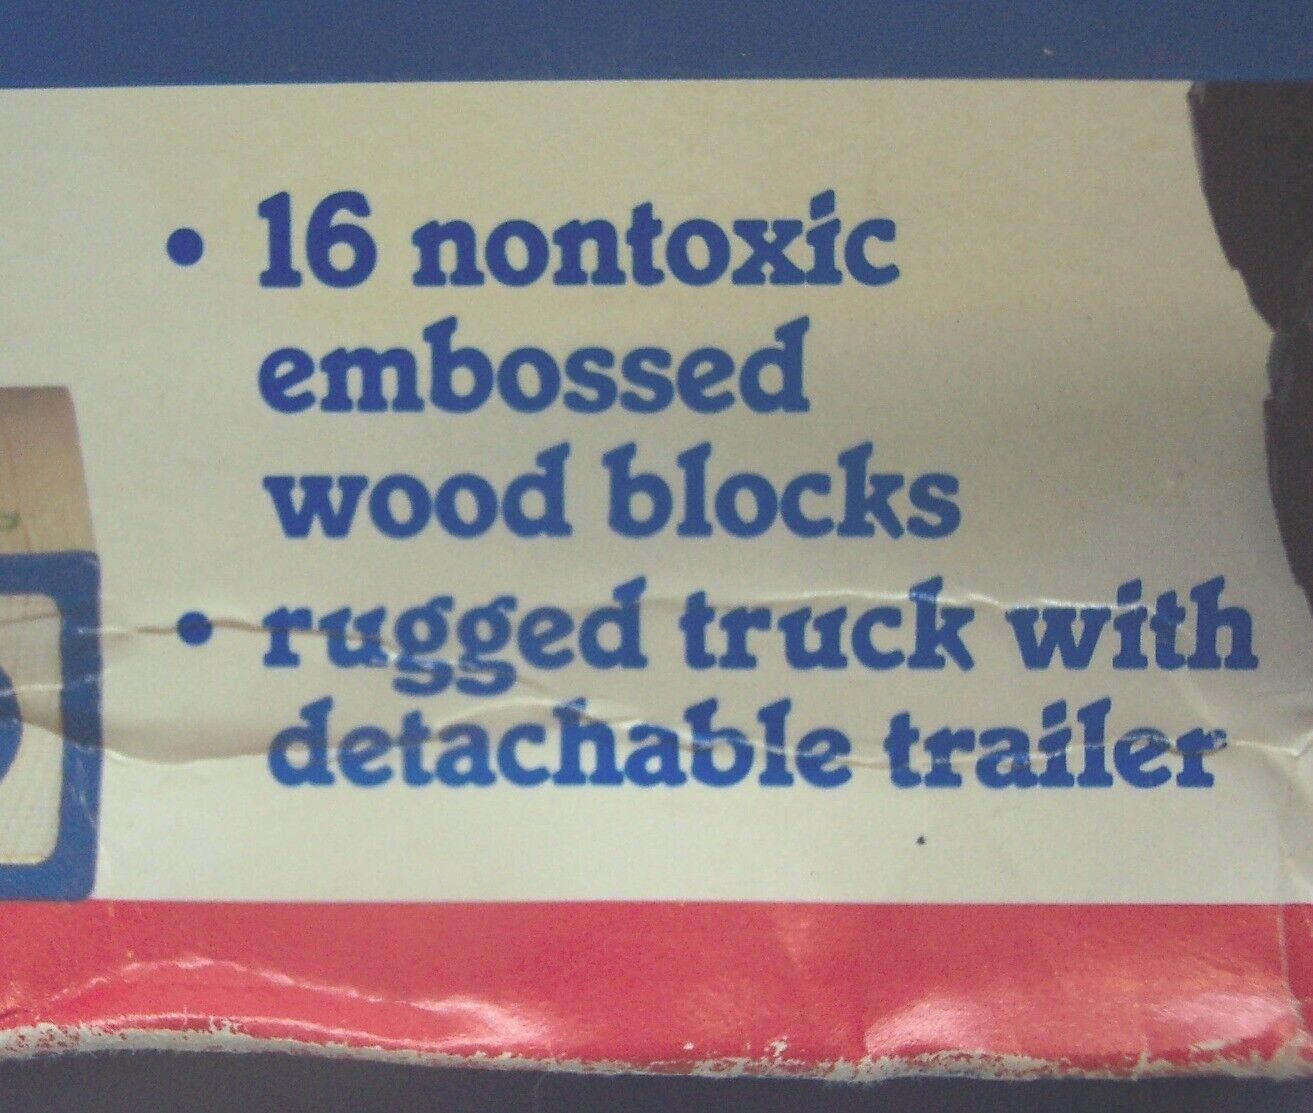 • 16 nontoxic
embossed
wood blocks
• rugged truck with
detachable trailer